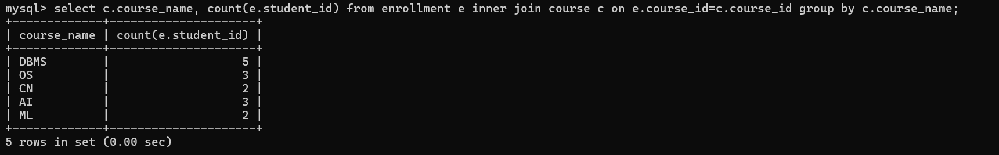 mysql> select c.course_name, count(e.student_id) from enrollment e inner join course c on e.course_id=c.course_id group by c.course_name;
+-------------+---------------------+
| course_name | count(e.student_id) |
+-------------+---------------------+
| DBMS        |                   5 |
| OS          |                   3 |
| CN          |                   2 |
| AI          |                   3 |
| ML          |                   2 |
+-------------+---------------------+
5 rows in set (0.00 sec)